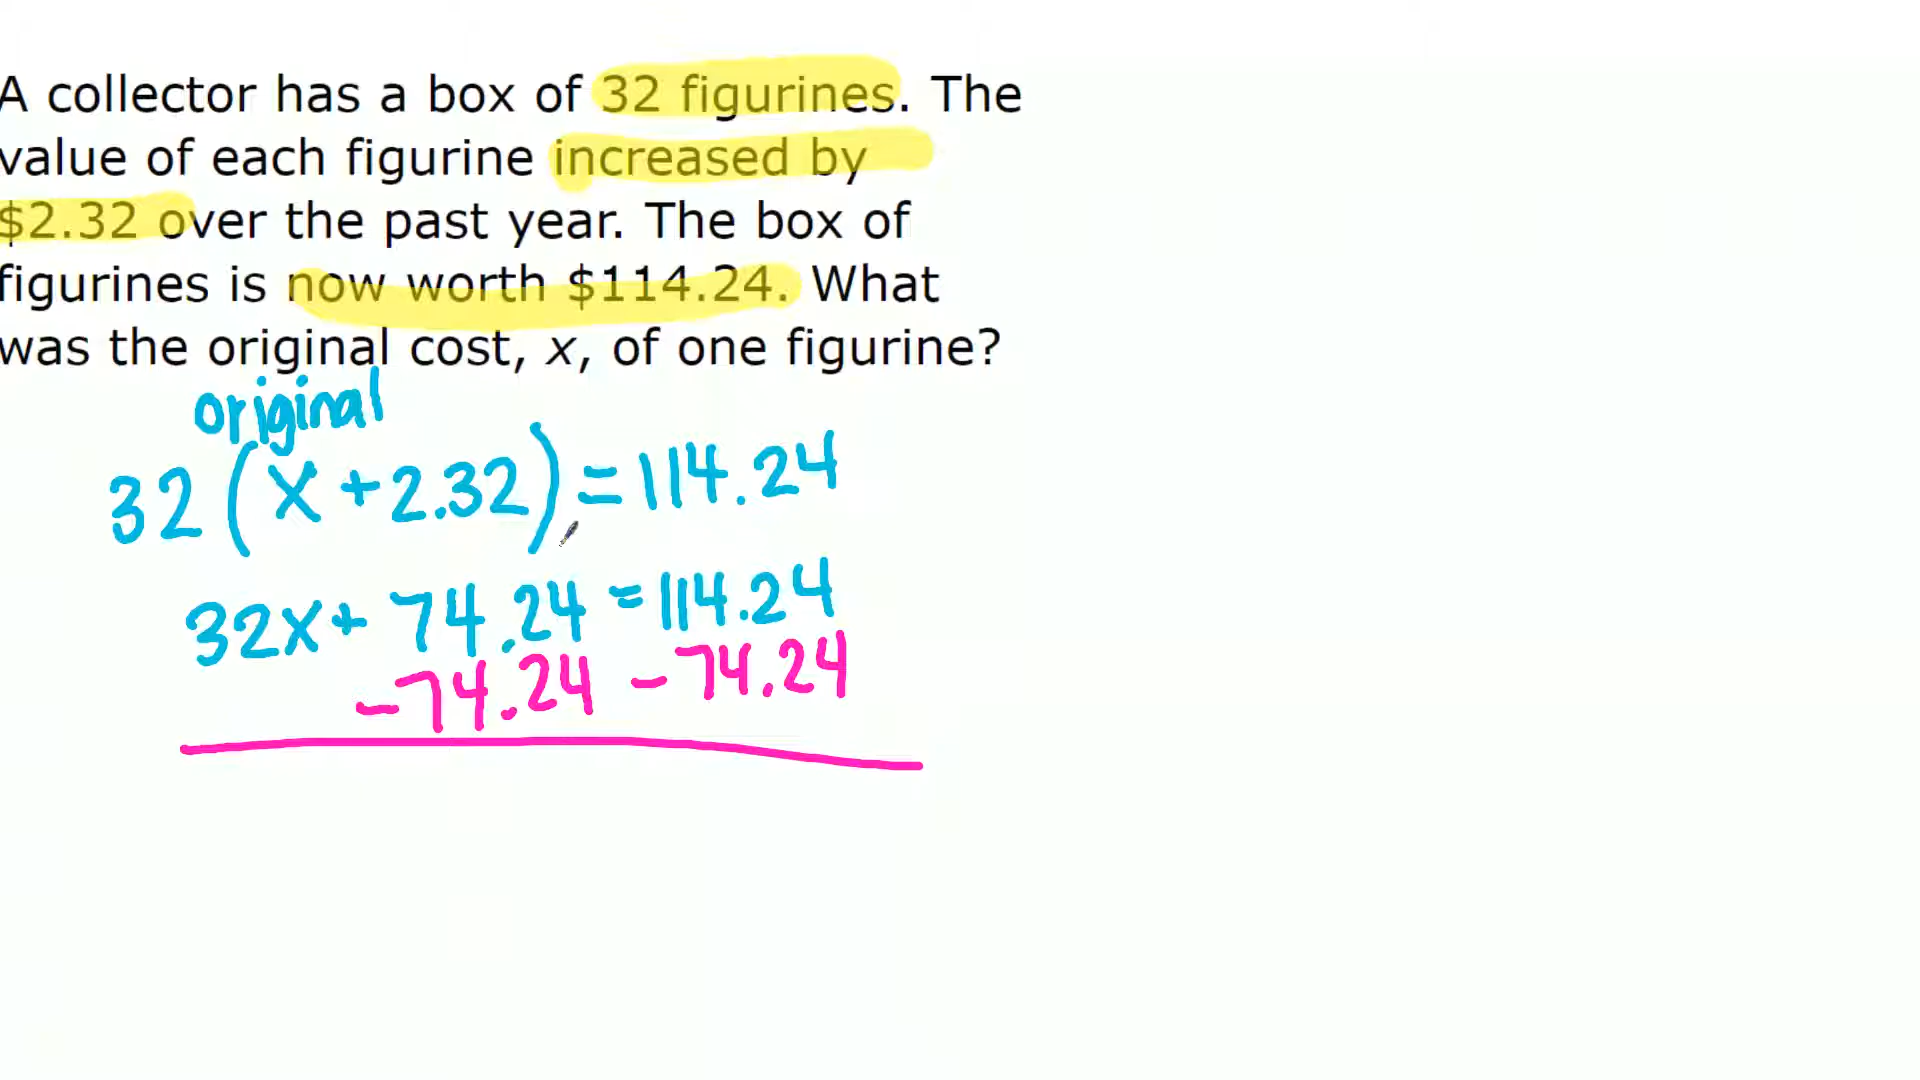 A collector has a box of 32 figurines. The
value of each figurine increased by
$2.32 over the past year. The box of
figurines is now worth $114.24. What
was the original cost, x, of one figurine?
original
32(x+2.32)=114.24
32x+74.24=114.24
-74.24 -74.24